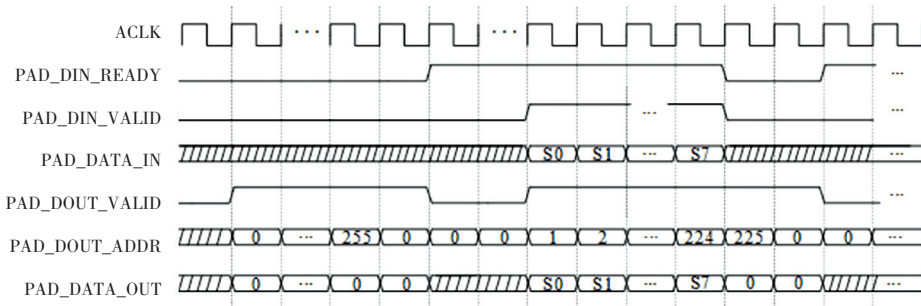 ACLK ... ...
PAD_DIN_READY ...
PAD_DIN_VALID ... ...
PAD_DATA_IN S0 S1 ... S7 ...
PAD_DOUT_VALID ...
PAD_DOUT_ADDR 0 ... 255 0 0 0 1 2 ... 224 225 0 0 ...
PAD_DATA_OUT 0 ... 0 0 S0 S1 ... S7 0 0 ...